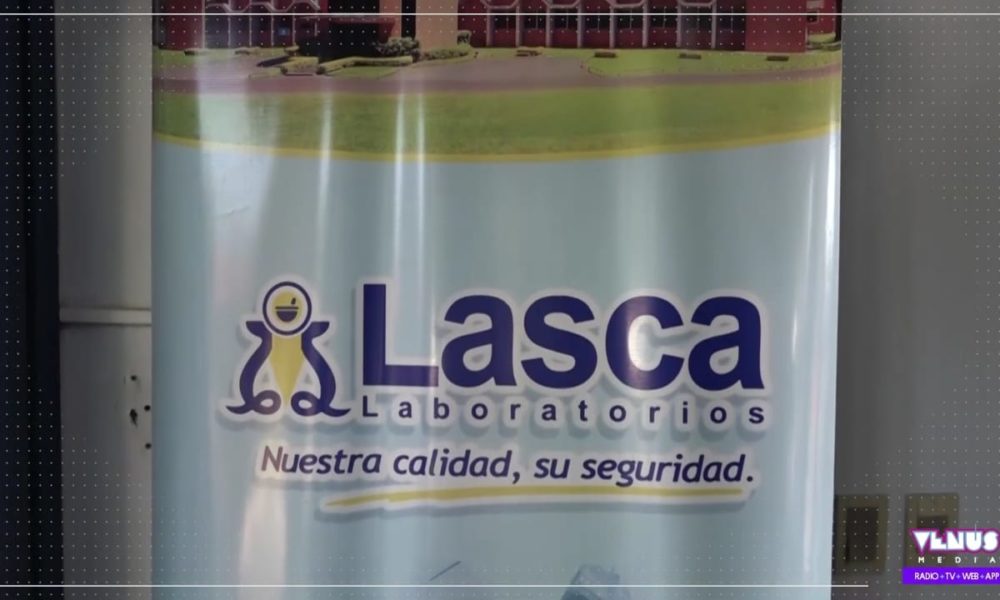 Lasca
Laboratorios
Nuestra calidad, su seguridad.
VENUS
MEDIA
RADIO+TV+WEB+APP